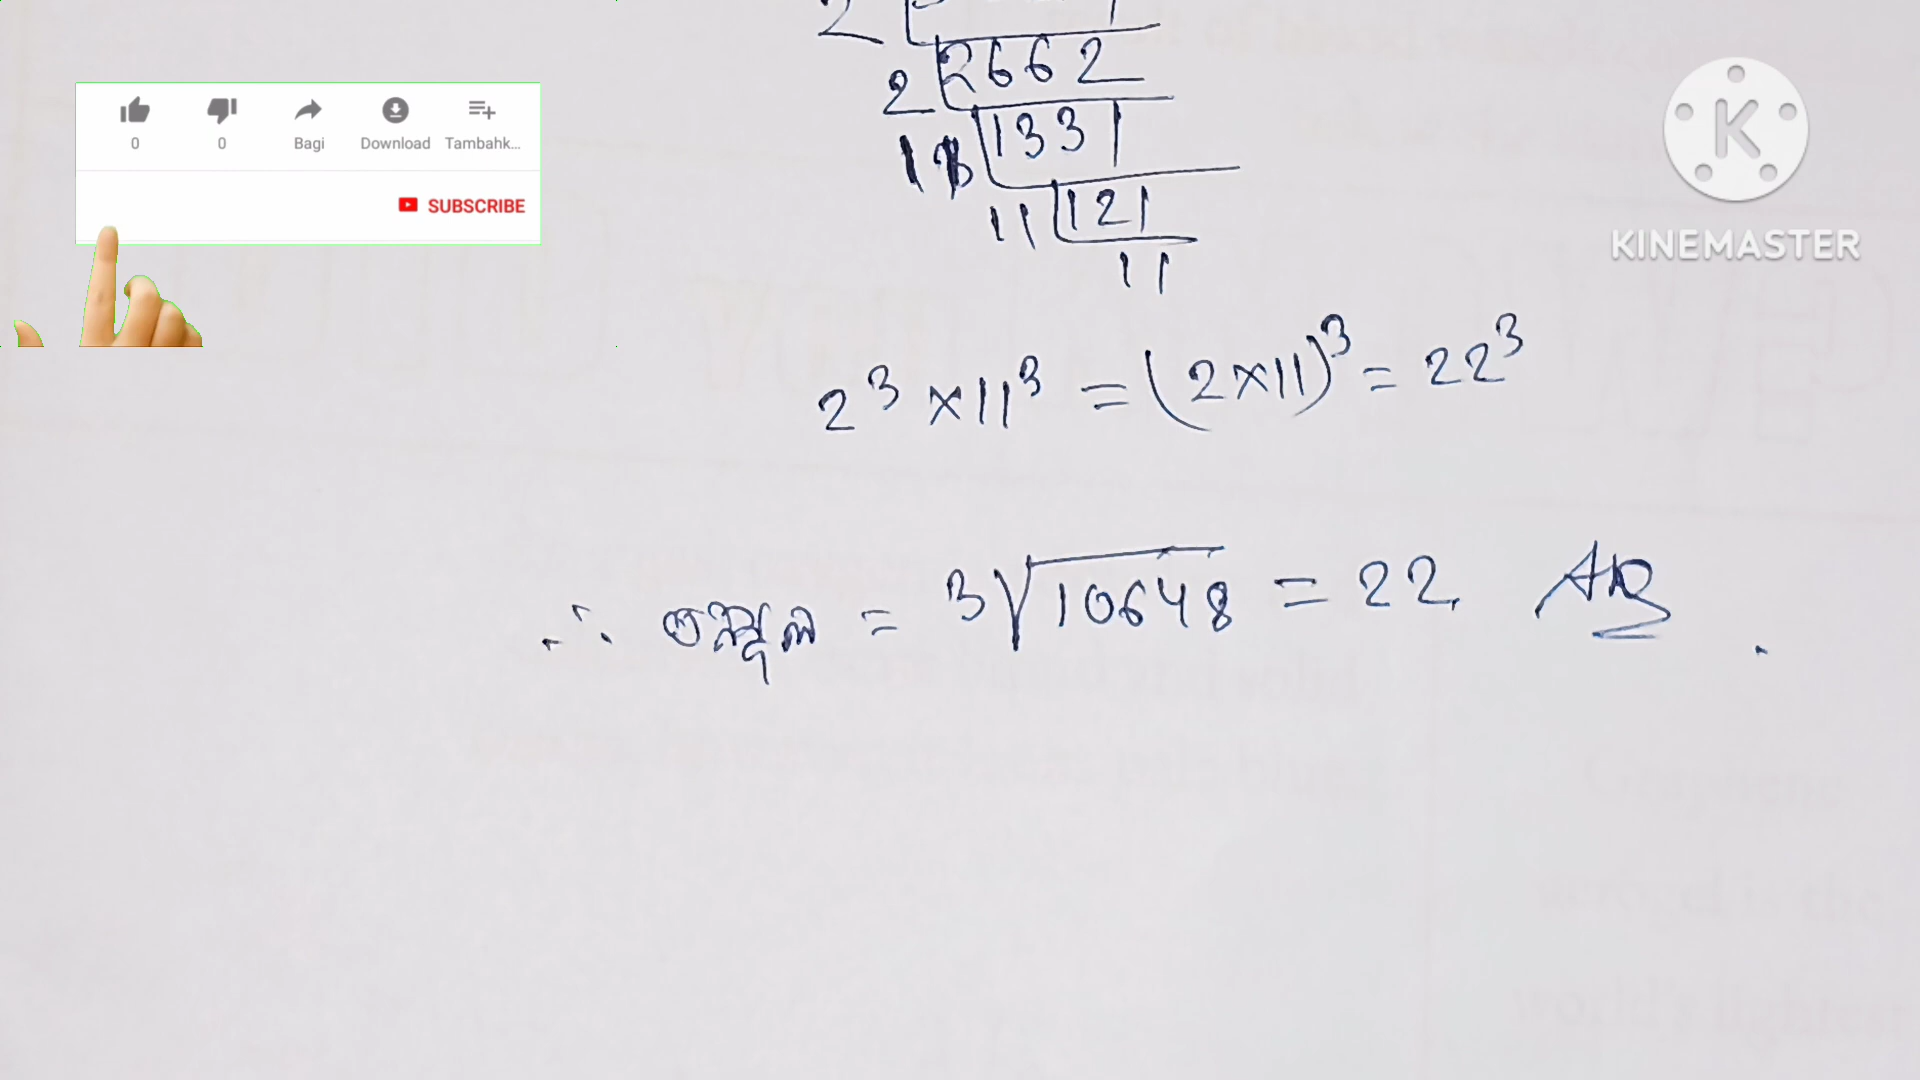 2
2 2662
11 1331
11 121
11
2³ × 11³ = (2×11)³ = 22³
∴ = ³√10648 = 22 Ans
0 0 Bagi Download Tambahk...
SUBSCRIBE
K
KINEMASTER